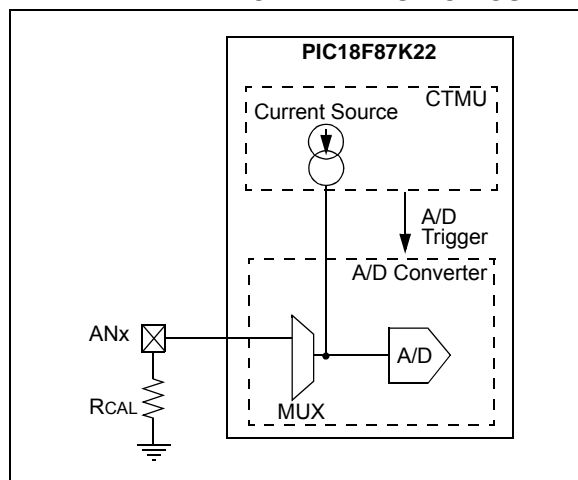 PIC18F87K22
CTMU
Current Source
A/D
Trigger
A/D Converter
ANx
A/D
RCAL
MUX